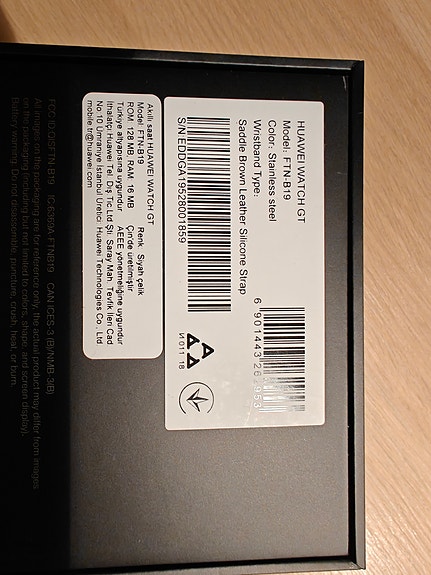 HUAWEI WATCH GT
Model: FTN-B19
Color: Stainless steel
Wristband Type:
Saddle Brown Leather Silicone Strap
6 901443 26 953
S/N:EDDGA19528001859
И 011 18
Akıllı saat HUAWEI WATCH GT
Model: FTN-B19 Renk: Siyah çelik
ROM: 128 MB, RAM: 16 MB Çin'de üretilmiştir
Türkiye altyapısına uygundur AEEE yönetmeliğine uygundur
İthalatçı Huawei Tel. Dış Tic Ltd Şti. Saray Mah. Tevfik İleri Cad.
No:10 Ümraniye İstanbul Üretici: Huawei Technologies Co., Ltd
mobile.tr@huawei.com
FCC ID:QISFTN-B19 IC:6369A-FTNB19 CAN ICES-3 (B)/NMB-3(B)
All images on the packaging are for reference only, the actual product may differ from images
on the packaging (including but not limited to colors, shape, and screen display).
Battery warning: Do not disassemble, puncture, crush, heat, or burn.